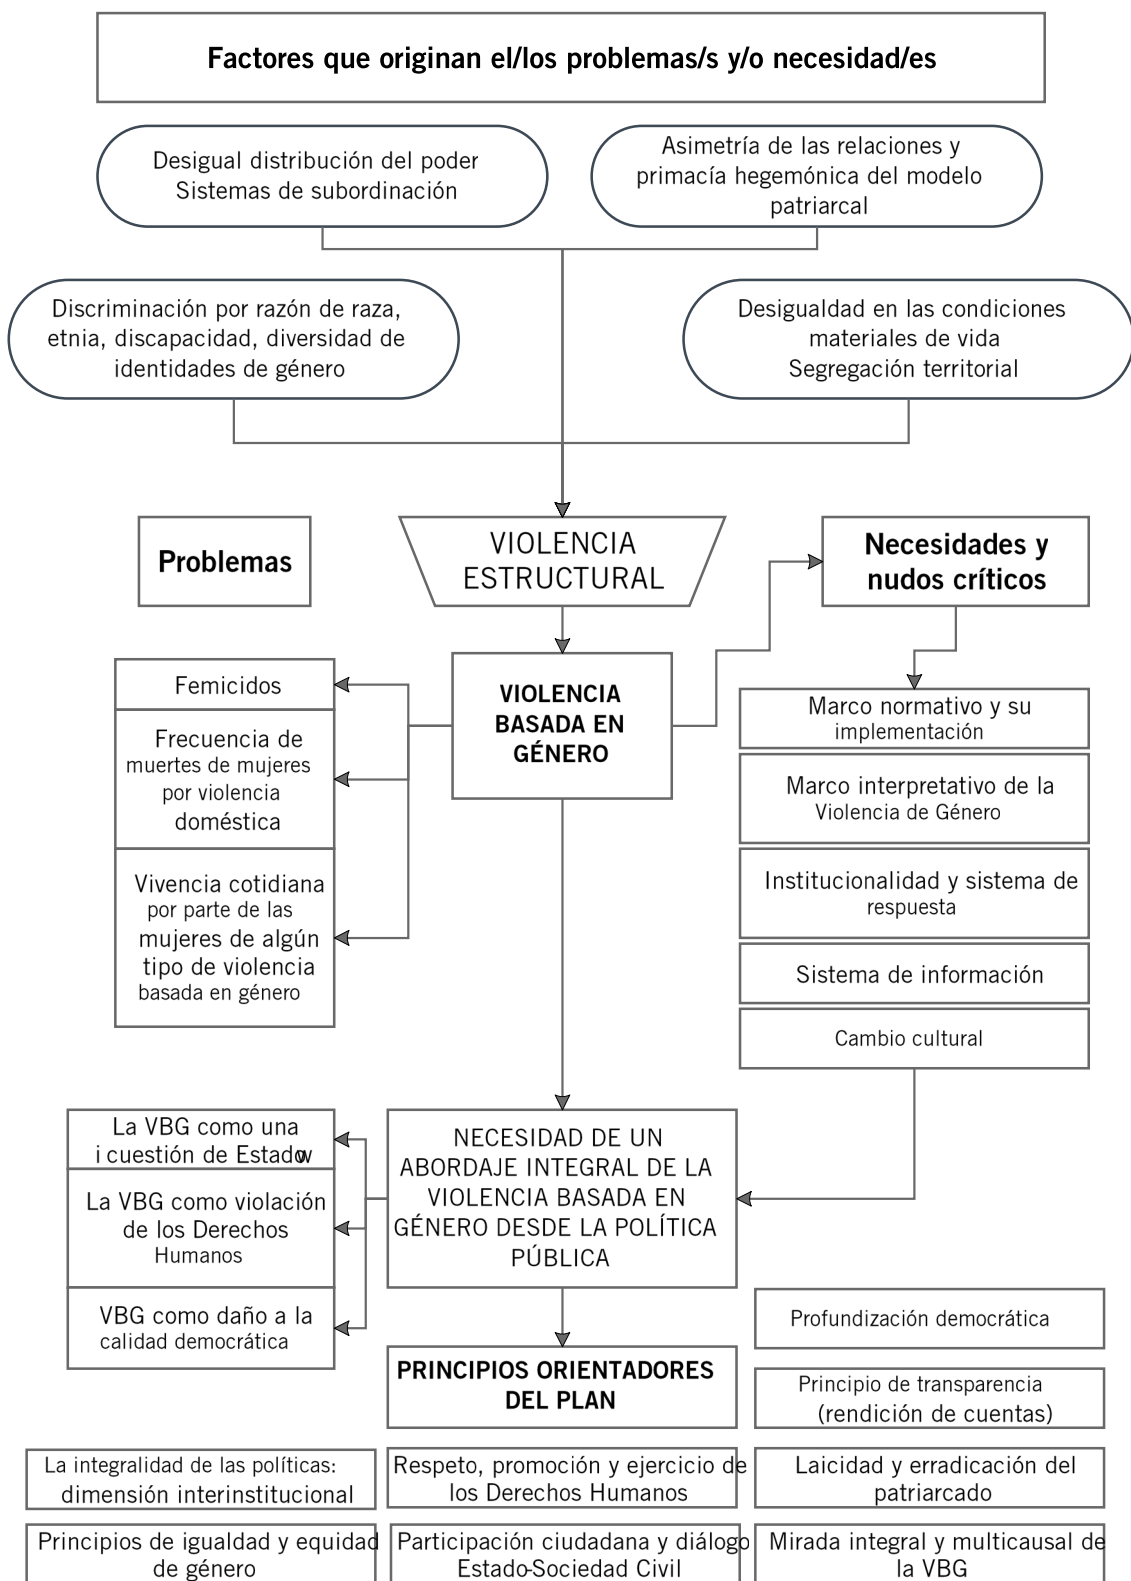 Factores que originan el/los problemas/s y/o necesidad/es
Desigual distribución del poder
Sistemas de subordinación
Asimetría de las relaciones y
primacía hegemónica del modelo
patriarcal
Discriminación por razón de raza,
etnia, discapacidad, diversidad de
identidades de género
Desigualdad en las condiciones
materiales de vida
Segregación territorial
Problemas
VIOLENCIA
ESTRUCTURAL
Necesidades y
nudos críticos
Femicidos
Frecuencia de
muertes de mujeres
por violencia
doméstica
Vivencia cotidiana
por parte de las
mujeres de algún
tipo de violencia
basada en género
VIOLENCIA
BASADA EN
GÉNERO
Marco normativo y su
implementación
Marco interpretativo de la
Violencia de Género
Institucionalidad y sistema de
respuesta
Sistema de información
Cambio cultural
La VBG como una
i cuestión de Estadow
La VBG como violación
de los Derechos
Humanos
VBG como daño a la
calidad democrática
NECESIDAD DE UN
ABORDAJE INTEGRAL DE LA
VIOLENCIA BASADA EN
GÉNERO DESDE LA POLÍTICA
PÚBLICA
PRINCIPIOS ORIENTADORES
DEL PLAN
Profundización democrática
Principio de transparencia
(rendición de cuentas)
La integralidad de las políticas:
dimensión interinstitucional
Respeto, promoción y ejercicio de
los Derechos Humanos
Laicidad y erradicación del
patriarcado
Principios de igualdad y equidad
de género
Participación ciudadana y diálogo
Estado-Sociedad Civil
Mirada integral y multicausal de
la VBG